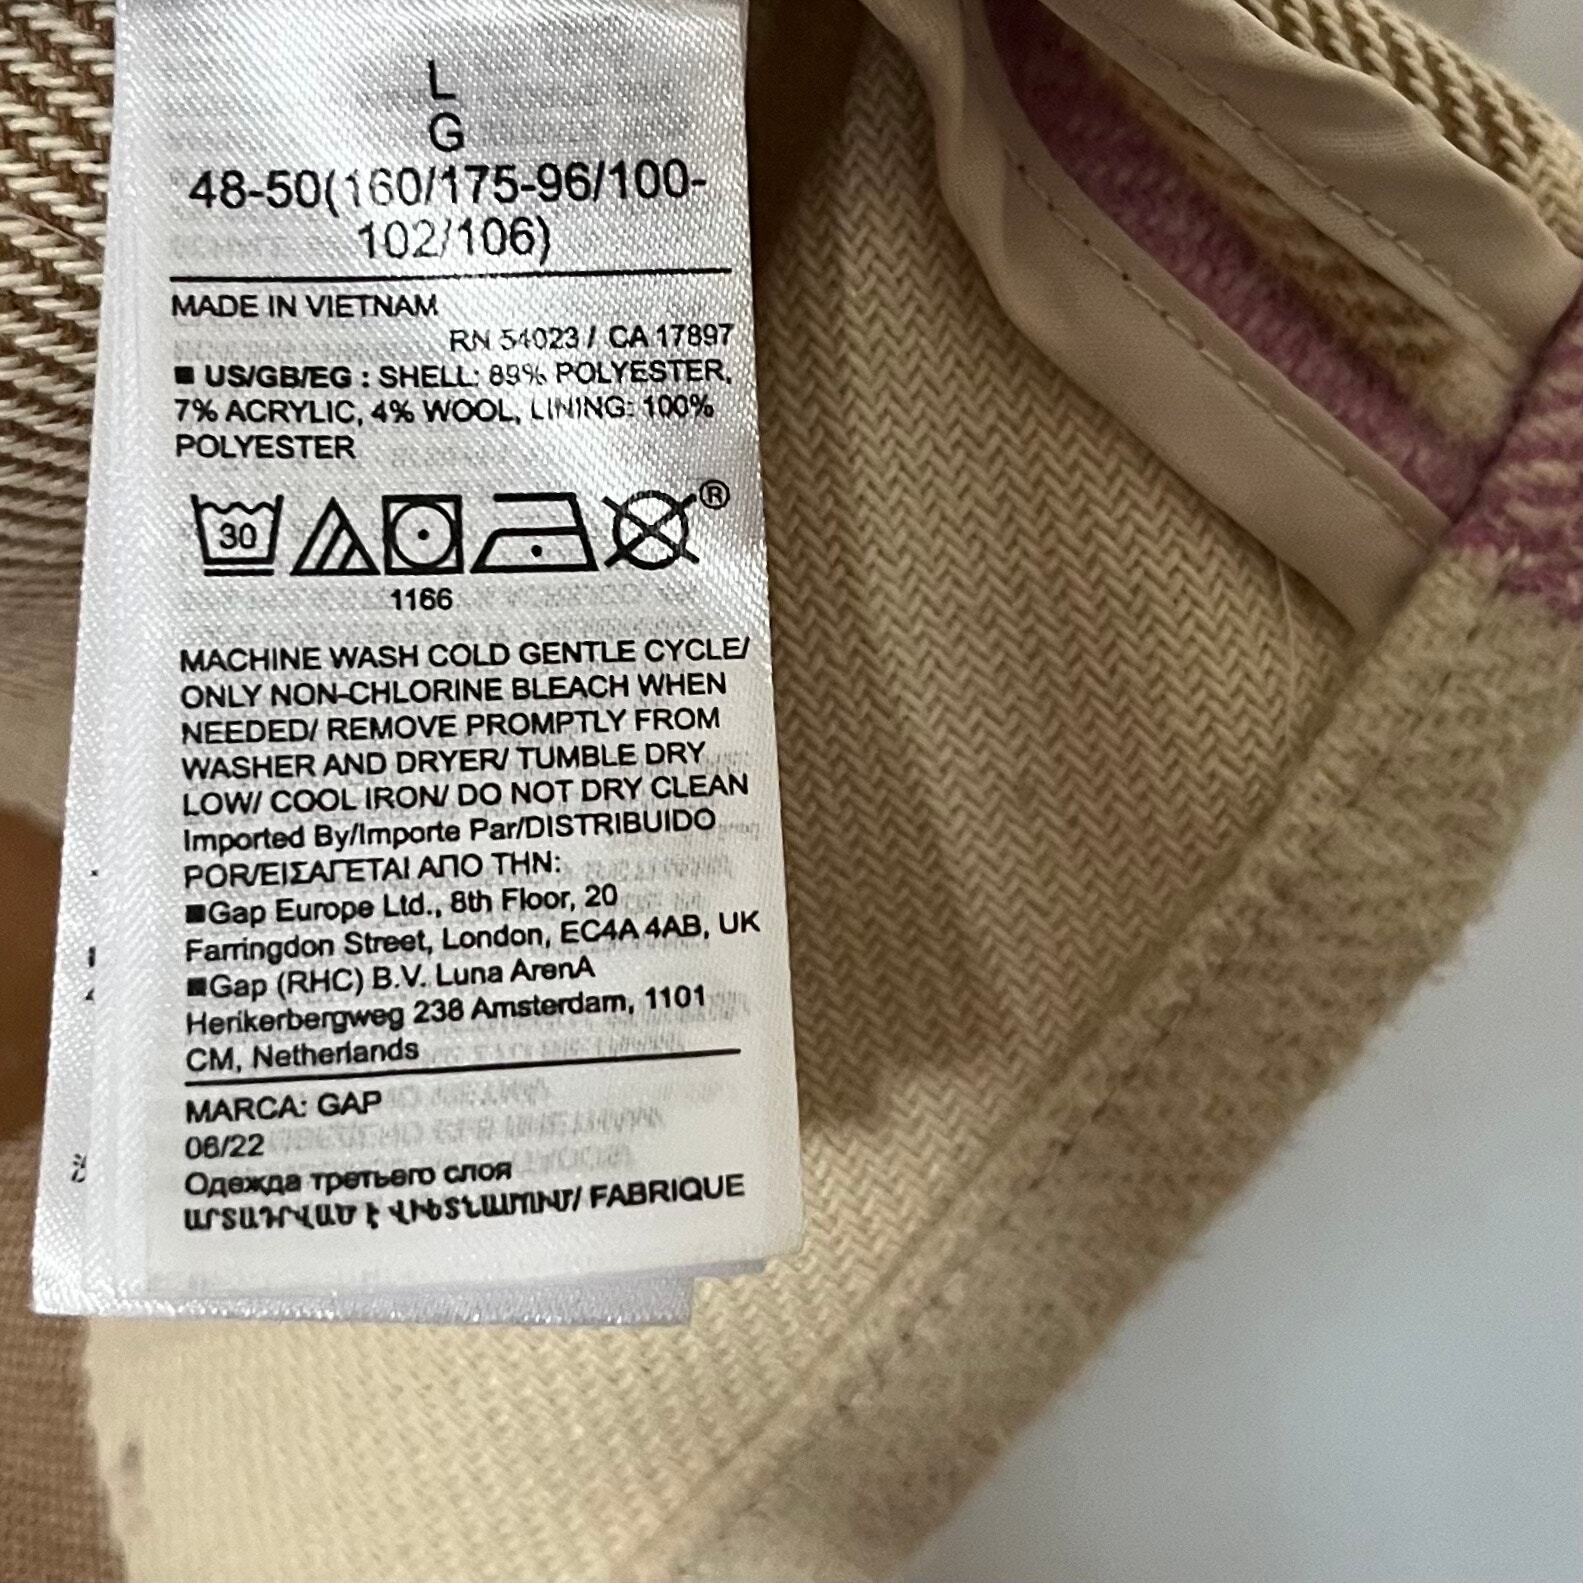 L
G
48-50(160/175-96/100-
102/106)
MADE IN VIETNAM
RN 54023 / CA 17897
■ US/GB/EG : SHELL: 89% POLYESTER,
7% ACRYLIC, 4% WOOL, LINING: 100%
POLYESTER
30
®
1166
MACHINE WASH COLD GENTLE CYCLE/
ONLY NON-CHLORINE BLEACH WHEN
NEEDED/ REMOVE PROMPTLY FROM
WASHER AND DRYER/ TUMBLE DRY
LOW/ COOL IRON/ DO NOT DRY CLEAN
Imported By/Importe Par/DISTRIBUIDO
POR/ΕΙΣΑΓΕΤΑΙ ΑΠΟ ΤΗΝ:
■Gap Europe Ltd., 8th Floor, 20
Farringdon Street, London, EC4A 4AB, UK
■Gap (RHC) B.V. Luna ArenA
Herikerbergweg 238 Amsterdam, 1101
CM, Netherlands
MARCA: GAP
06/22
Одежда третьего слоя
ԱՐՏԱԴՐՎԱԾ Է ՎԻԵՏՆԱՄՈՒՄ/ FABRIQUE